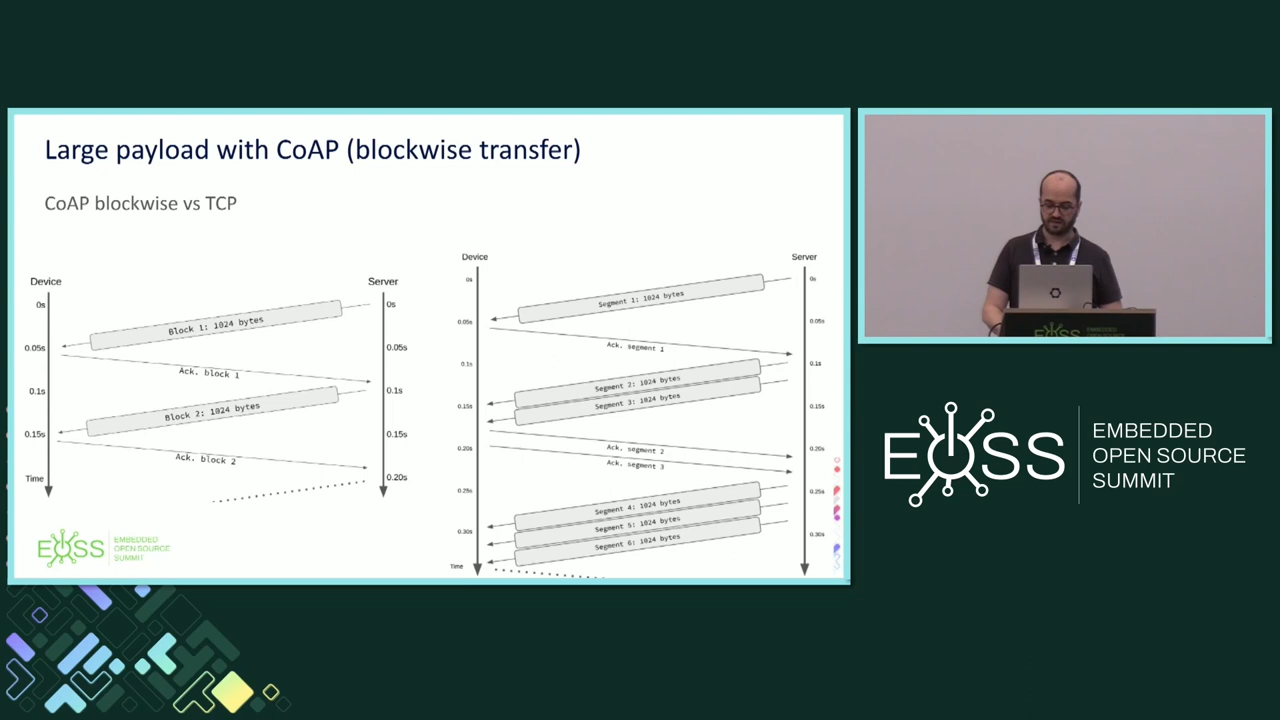 Large payload with CoAP (blockwise transfer)
CoAP blockwise vs TCP
Device
Server
0s
0s
Block 1: 1024 bytes
0.05s
0.05s
Ack. block 1
0.1s
0.1s
Block 2: 1024 bytes
0.15s
0.15s
Ack. block 2
Time
0.20s
Device
Server
0s
0s
Segment 1: 1024 bytes
0.05s
0.05s
Ack. segment 1
0.1s
0.1s
Segment 2: 1024 bytes
Segment 3: 1024 bytes
0.15s
0.15s
Ack. segment 2
0.20s
0.20s
Ack. segment 3
0.25s
0.25s
Segment 4: 1024 bytes
Segment 5: 1024 bytes
0.30s
0.30s
Segment 6: 1024 bytes
Time
EOSS
EMBEDDED
OPEN SOURCE
SUMMIT
EOSS
EMBEDDED
OPEN SOURCE
SUMMIT